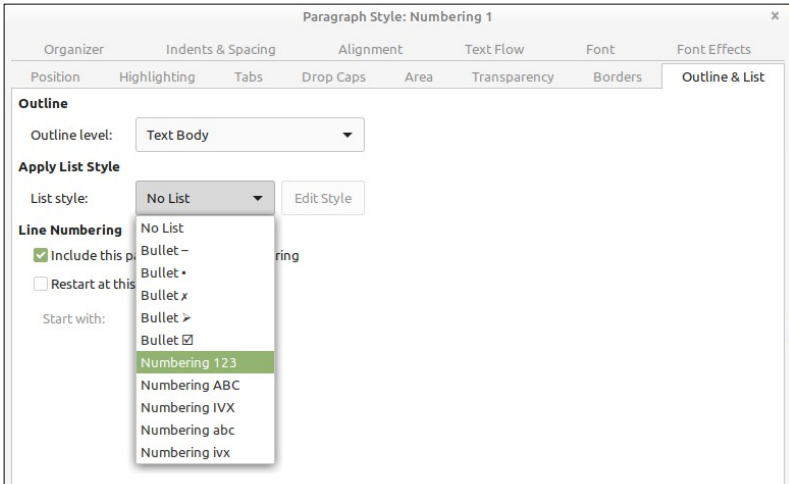 Paragraph Style: Numbering 1 ×
Organizer Indents & Spacing Alignment Text Flow Font Font Effects
Position Highlighting Tabs Drop Caps Area Transparency Borders Outline & List
Outline
Outline level: Text Body
Apply List Style
List style: No List Edit Style
No List
Line Numbering
Bullet –
Include this pa ring
Bullet •
Restart at this
Bullet ✗
Start with:
Bullet ➢
Bullet ☑
Numbering 123
Numbering ABC
Numbering IVX
Numbering abc
Numbering ivx